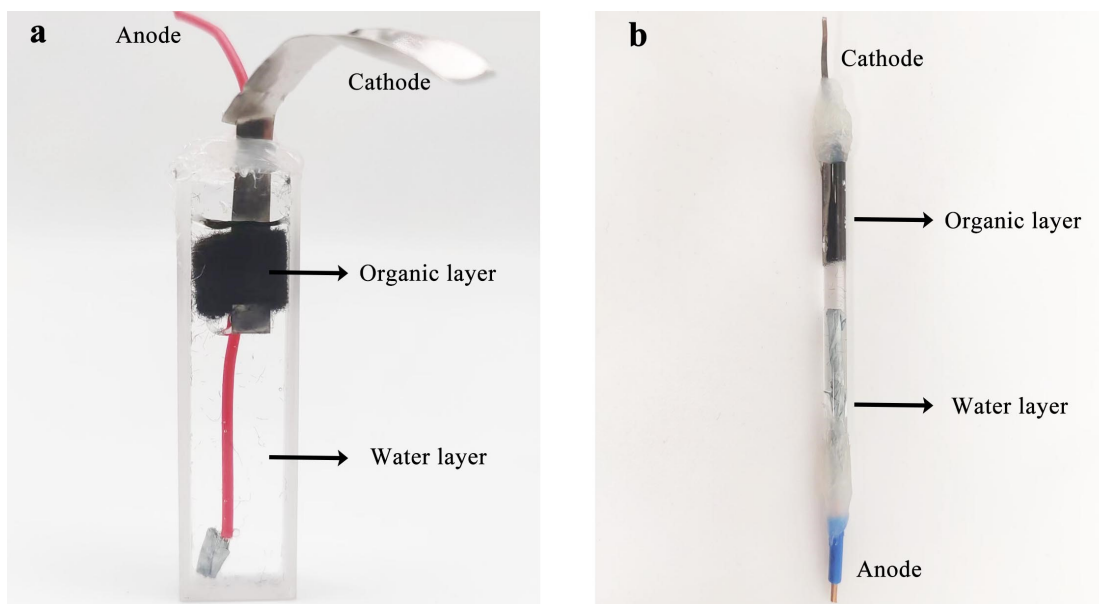 a
Anode
Cathode
Organic layer
Water layer
b
Cathode
Organic layer
Water layer
Anode